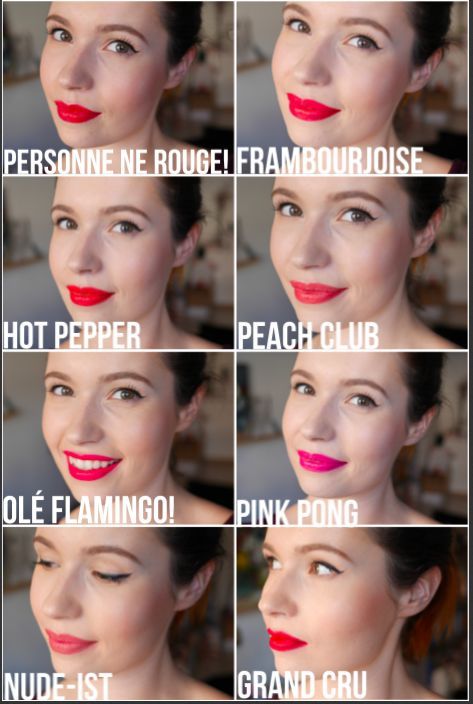 PERSONNE NE ROUGE!
FRAMBOURJOISE
HOT PEPPER
PEACH CLUB
OLÉ FLAMINGO!
PINK PONG
NUDE-IST
GRAND CRU